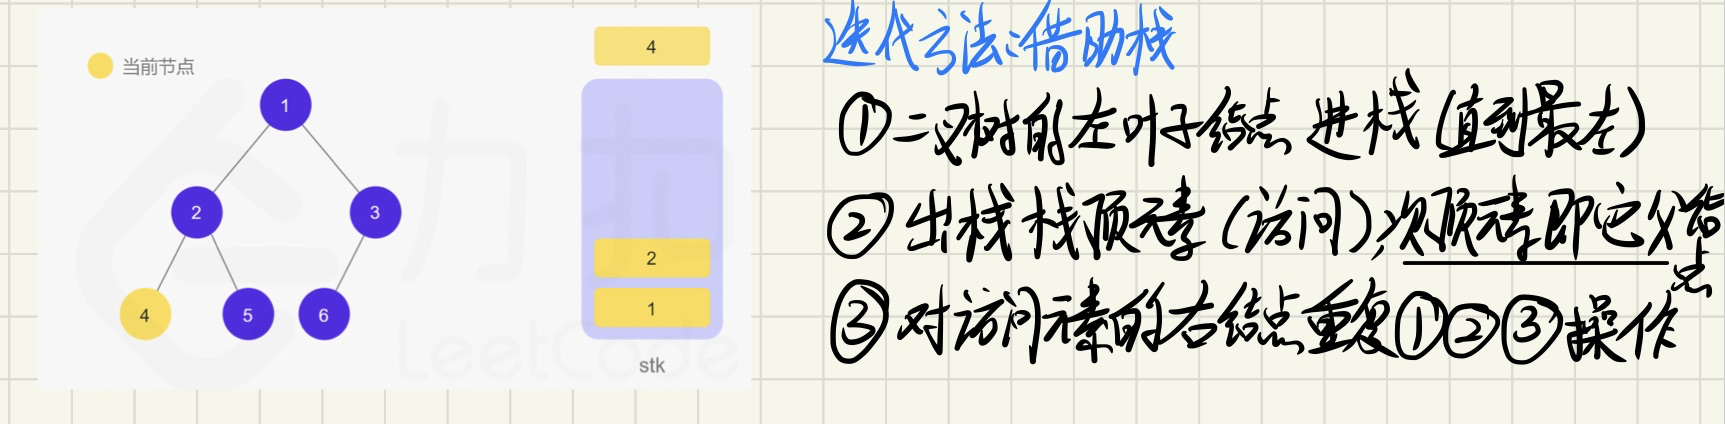 当前节点
1
2
3
4
5
6
4
2
1
stk
力扣
LeetCode
迭代方法:借助栈
①二叉树的左叶子结点 进栈(直到最左)
②出栈 栈顶元素(访问),次顶元素即它父结点
③对访问元素的右结点重复①②③操作